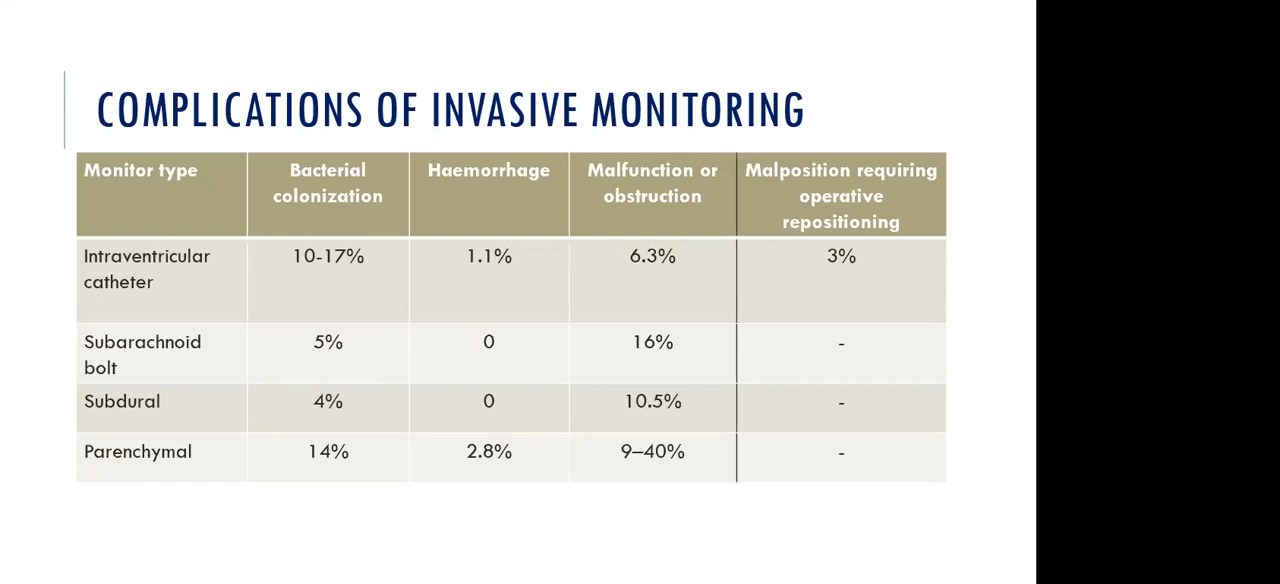 COMPLICATIONS OF INVASIVE MONITORING
Monitor type
Bacterial
colonization
Haemorrhage
Malfunction or
obstruction
Malposition requiring
operative
repositioning
Intraventricular
catheter
10-17%
1.1%
6.3%
3%
Subarachnoid
bolt
5%
0
16%
-
Subdural
4%
0
10.5%
-
Parenchymal
14%
2.8%
9–40%
-